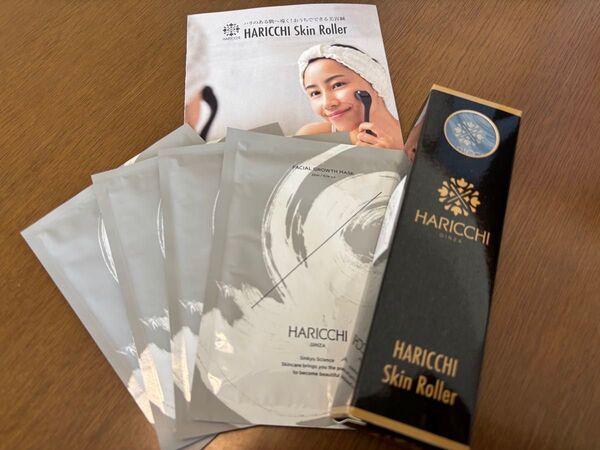 ハリのある肌へ導く!おうちでできる美容鍼
HARICCHI
HARICCHI Skin Roller
FACIAL GROWTH MASK
HARICCHI
GINZA
Sinkyu Science
Skincare brings you the
to become beautiful
HARICCHI
GINZA
HARICCHI
Skin Roller